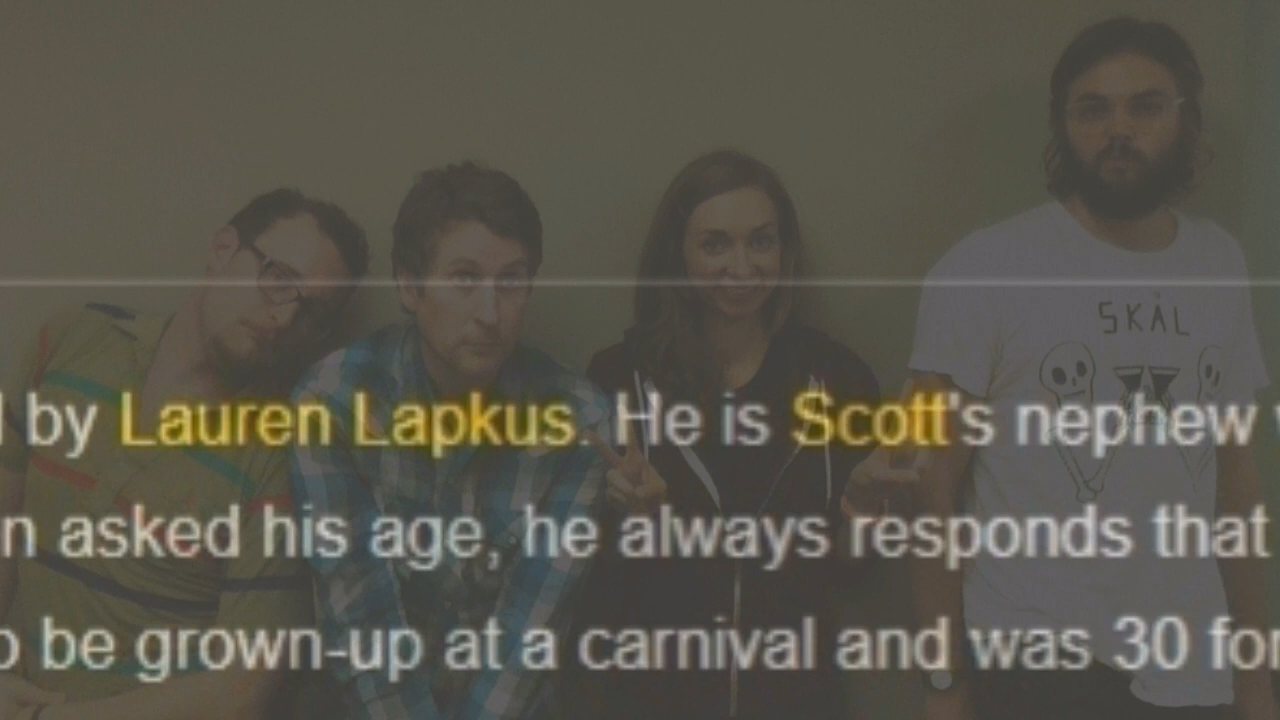 SKÅL
by Lauren Lapkus. He is Scott's nephew
asked his age, he always responds that
be grown-up at a carnival and was 30 for